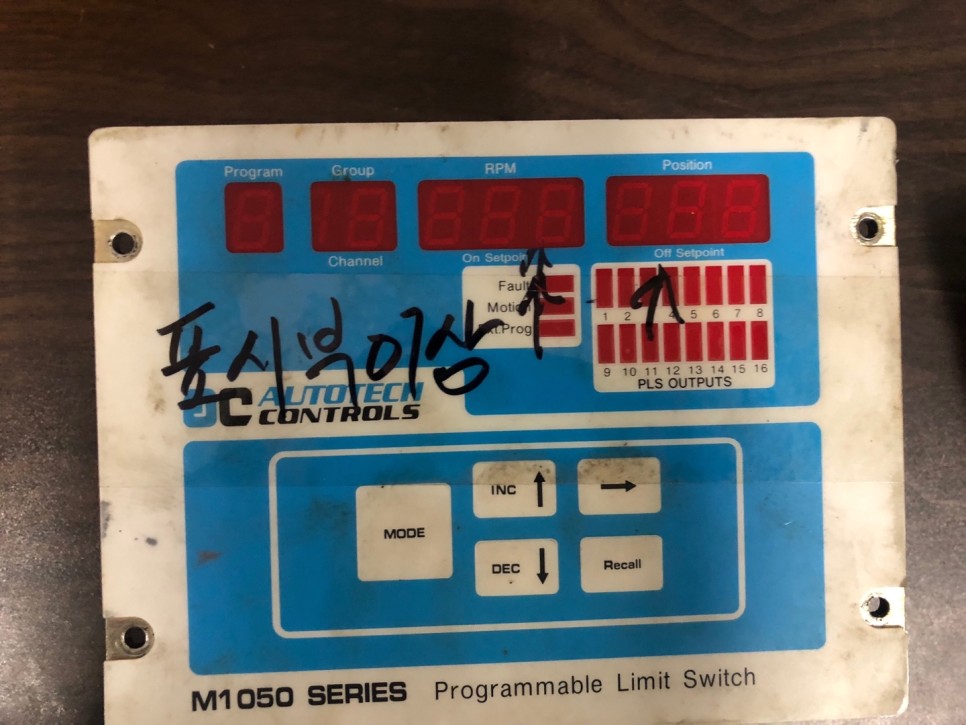 Program Group RPM Position
Channel On Setpoint Off Setpoint
Fault
Motion
Prog
1 2 4 5 6 7 8
9 10 11 12 13 14 15 16
PLS OUTPUTS
표시부이상
AUTOTECH
CONTROLS
MODE
INC
DEC
Recall
M1050 SERIES Programmable Limit Switch